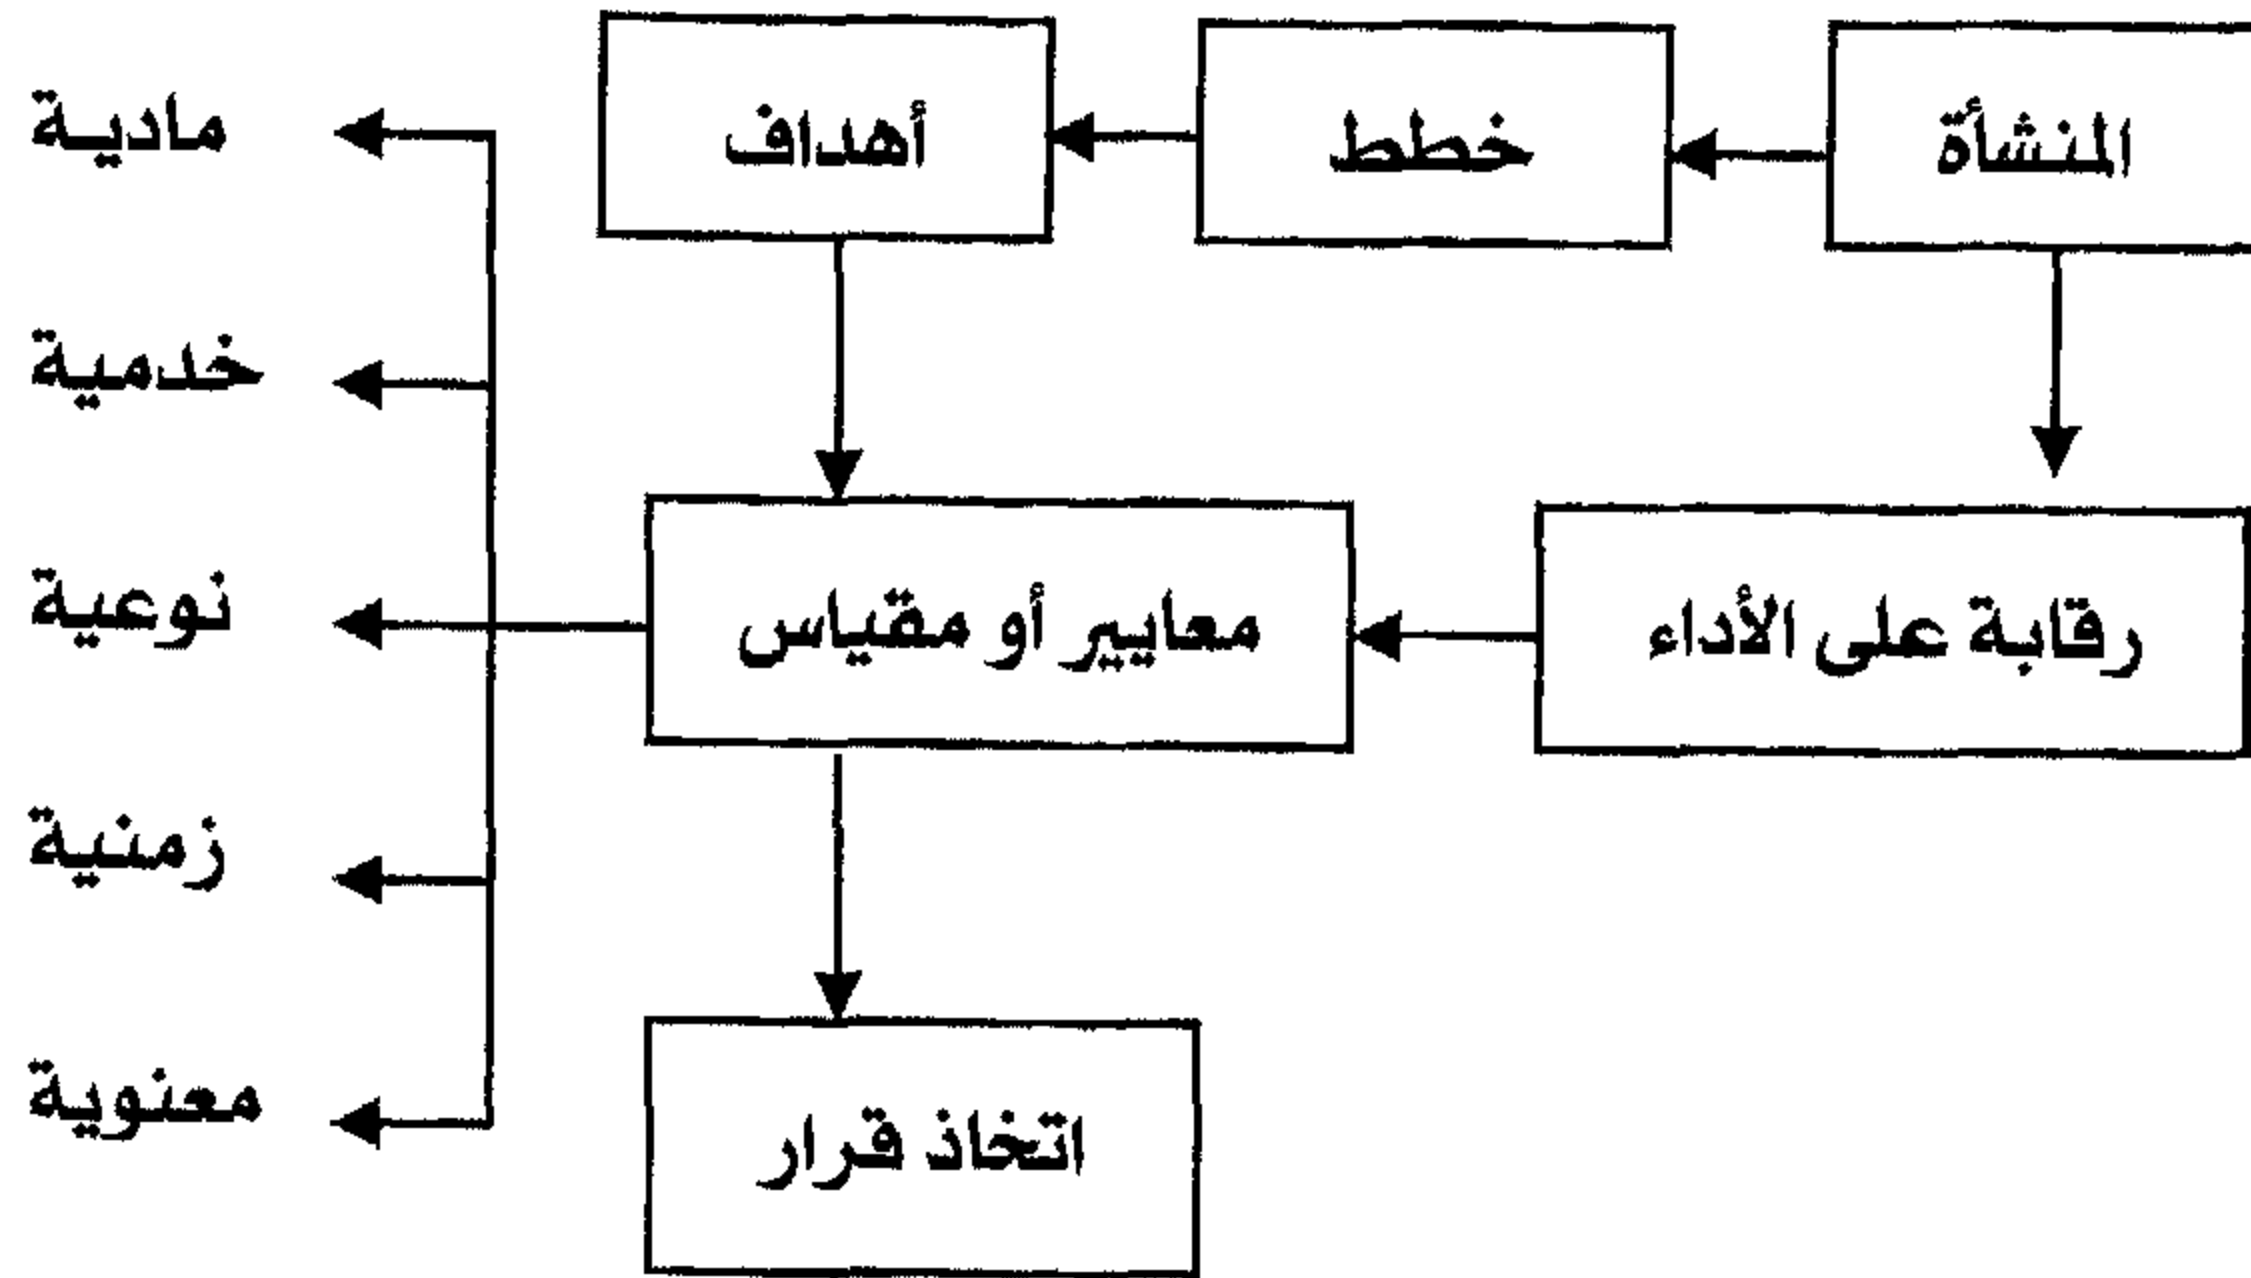 المنشأة
خطط
أهداف
مادية
خدمية
رقابة على الأداء
معايير أو مقياس
نوعية
زمنية
اتخاذ قرار
معنوية